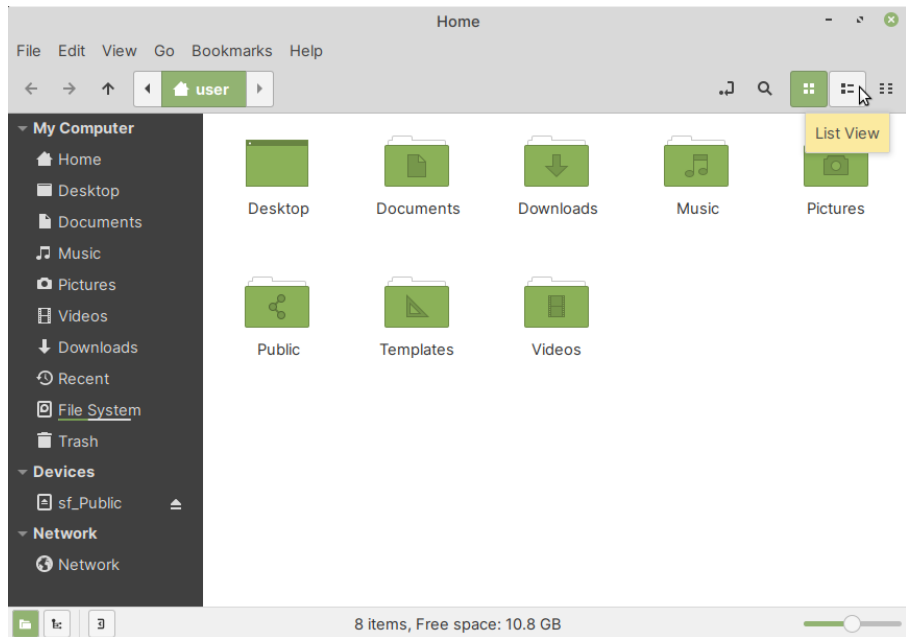 Home
File Edit View Go Bookmarks Help
user
List View
My Computer
Home
Desktop
Documents
Music
Pictures
Videos
Downloads
Recent
File System
Trash
Devices
sf_Public
Network
Network
Desktop Documents Downloads Music Pictures
Public Templates Videos
8 items, Free space: 10.8 GB